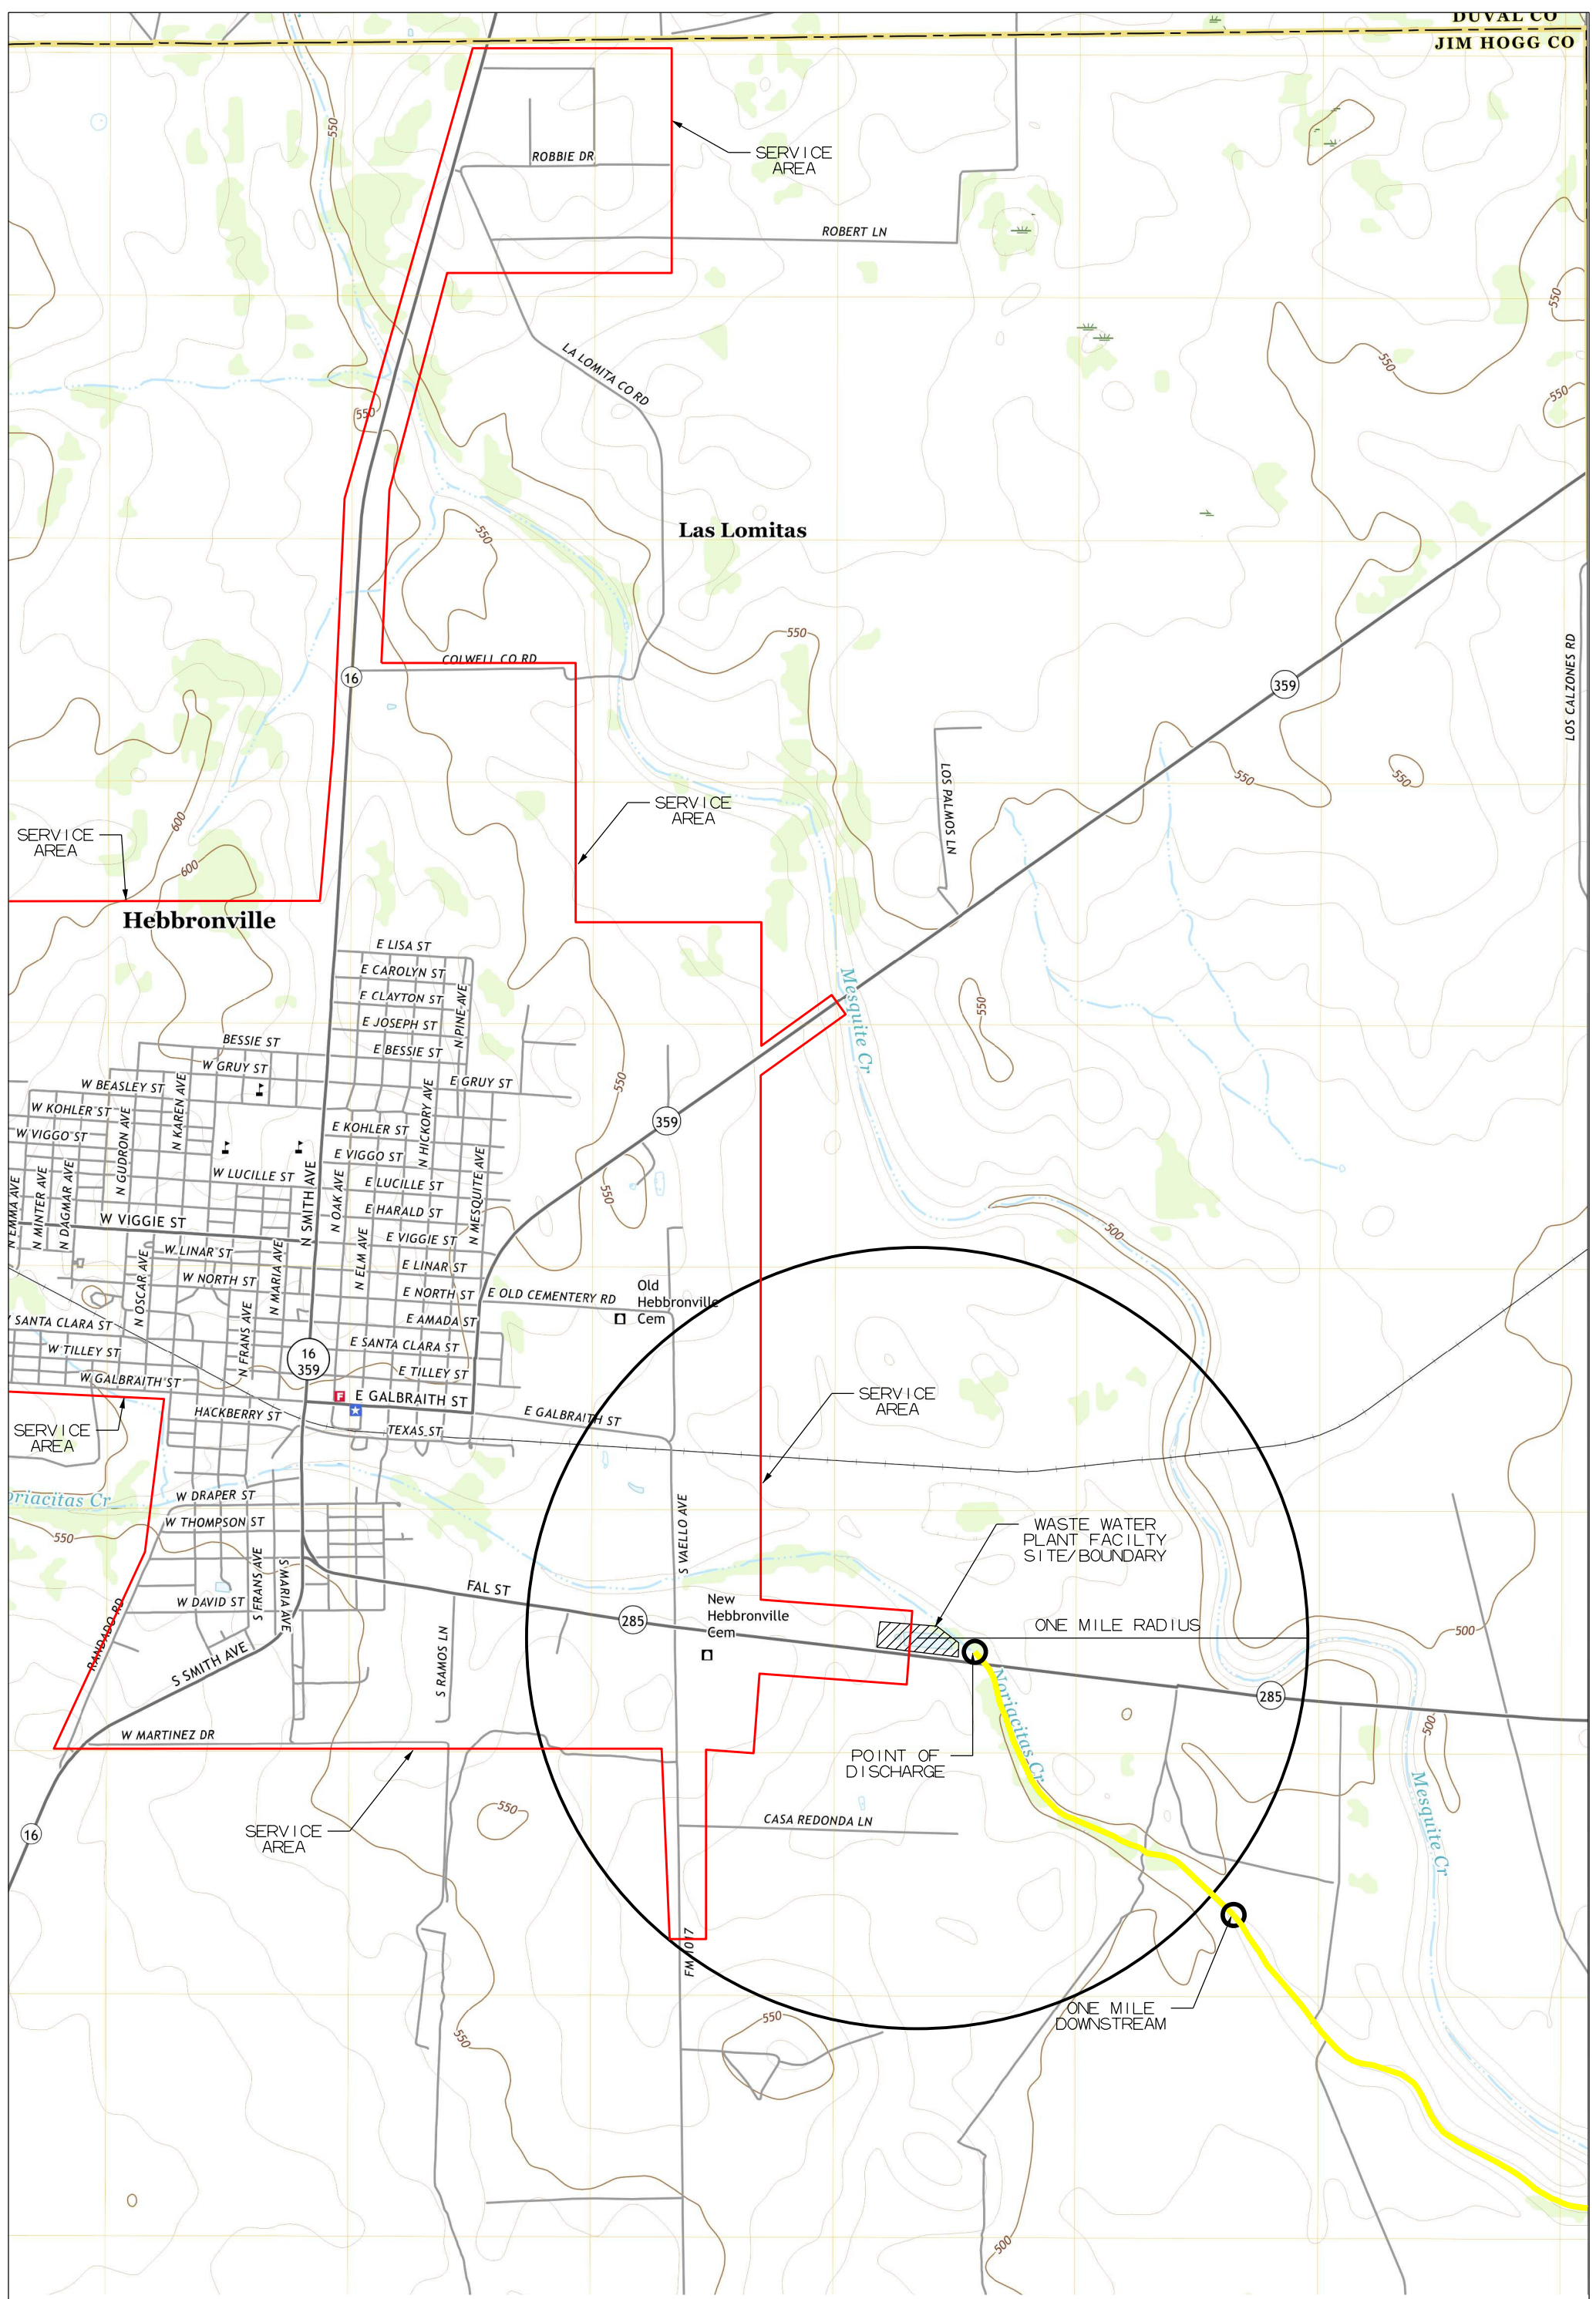 DUVAL CO
JIM HOGG CO
550
ROBBIE DR
SERVICE
AREA
ROBERT LN
550
LA LOMITA CO RD
550
550
550
550
Las Lomitas
550
COLWELL CO RD
16
359
LOS CALZONES RD
LOS PALMOS LN
550
550
SERVICE
AREA
600
SERVICE
AREA
600
Hebbronville
E LISA ST
E CAROLYN ST
E CLAYTON ST
E JOSEPH ST
N PINE AVE
Mesquite Cr
550
BESSIE ST
E BESSIE ST
W GRUY ST
E GRUY ST
W BEASLEY ST
550
W KOHLER ST
N KAREN AVE
N GUDRON AVE
N HICKORY AVE
359
W VIGGO ST
E KOHLER ST
E VIGGO ST
W LUCILLE ST
E LUCILLE ST
N EMMA AVE
N MINTER AVE
N DAGMAR AVE
N SMITH AVE
N OAK AVE
N MESQUITE AVE
550
E HARALD ST
W VIGGIE ST
E VIGGIE ST
500
W LINAR ST
E LINAR ST
N OSCAR AVE
N MARIA AVE
N ELM AVE
W NORTH ST
E NORTH ST
E OLD CEMETERY RD
Old
Hebbronville
Cem
W SANTA CLARA ST
E AMADA ST
W TILLEY ST
N FRANS AVE
16
359
E SANTA CLARA ST
E TILLEY ST
W GALBRAITH ST
F
E GALBRAITH ST
SERVICE
AREA
HACKBERRY ST
E GALBRAITH ST
TEXAS ST
SERVICE
AREA
oriacitas Cr
W DRAPER ST
W THOMPSON ST
550
S VAELLO AVE
WASTE WATER
PLANT FACILTY
SITE/BOUNDARY
S FRANS AVE
S MARIA AVE
FAL ST
W DAVID ST
285
New
Hebbronville
Cem
ONE MILE RADIUS
500
RANDADO RD
S SMITH AVE
S RAMOS LN
Noriacitas Cr
285
500
W MARTINEZ DR
POINT OF
DISCHARGE
Mesquite Cr
550
CASA REDONDA LN
16
SERVICE
AREA
FM 1017
ONE MILE
DOWNSTREAM
550
550
500